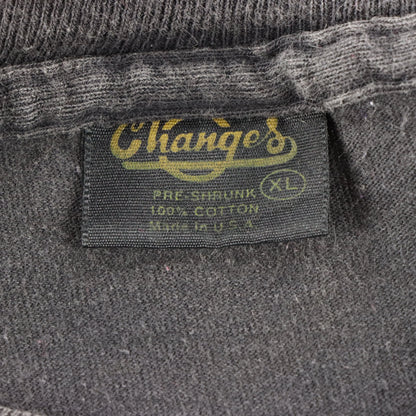 Changes
PRE-SHRUNK
XL
100% COTTON
Made in U.S.A